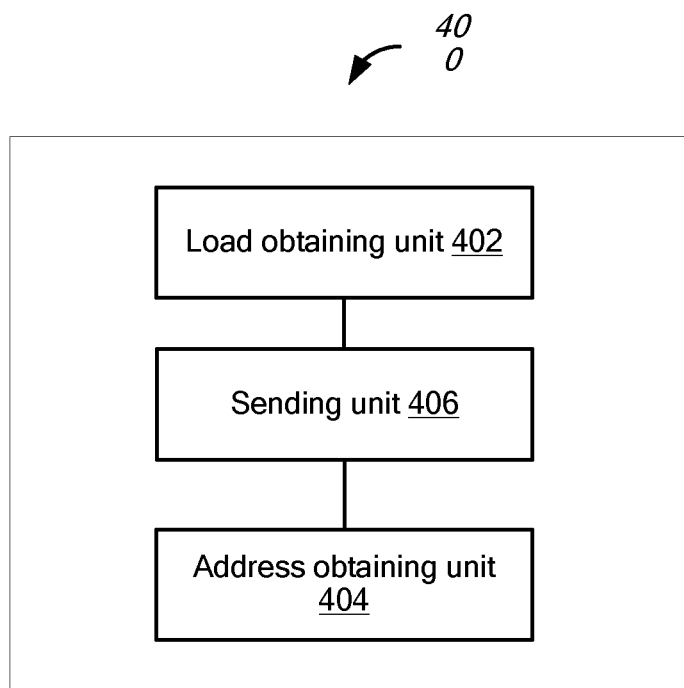 40
0
Load obtaining unit 402
Sending unit 406
Address obtaining unit
404